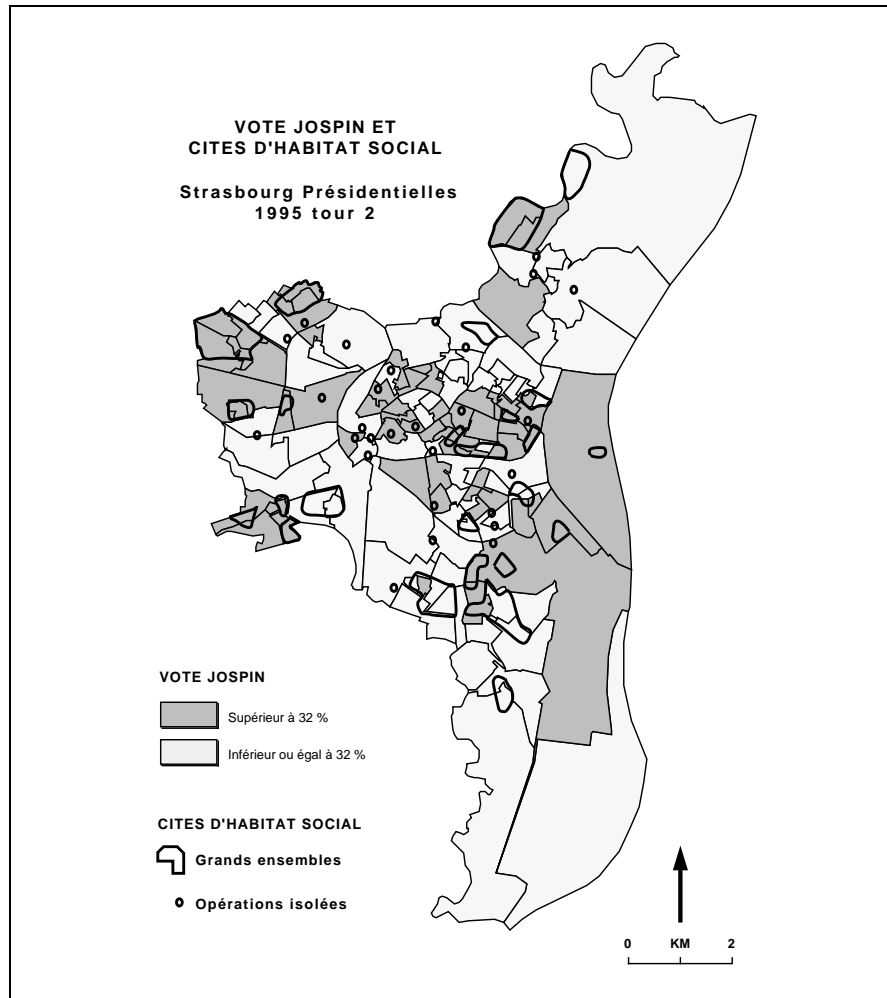 VOTE JOSPIN ET
CITES D'HABITAT SOCIAL
Strasbourg Présidentielles
1995 tour 2
VOTE JOSPIN
Supérieur à 32 %
Inférieur ou égal à 32 %
CITES D'HABITAT SOCIAL
Grands ensembles
Opérations isolées
0 KM 2